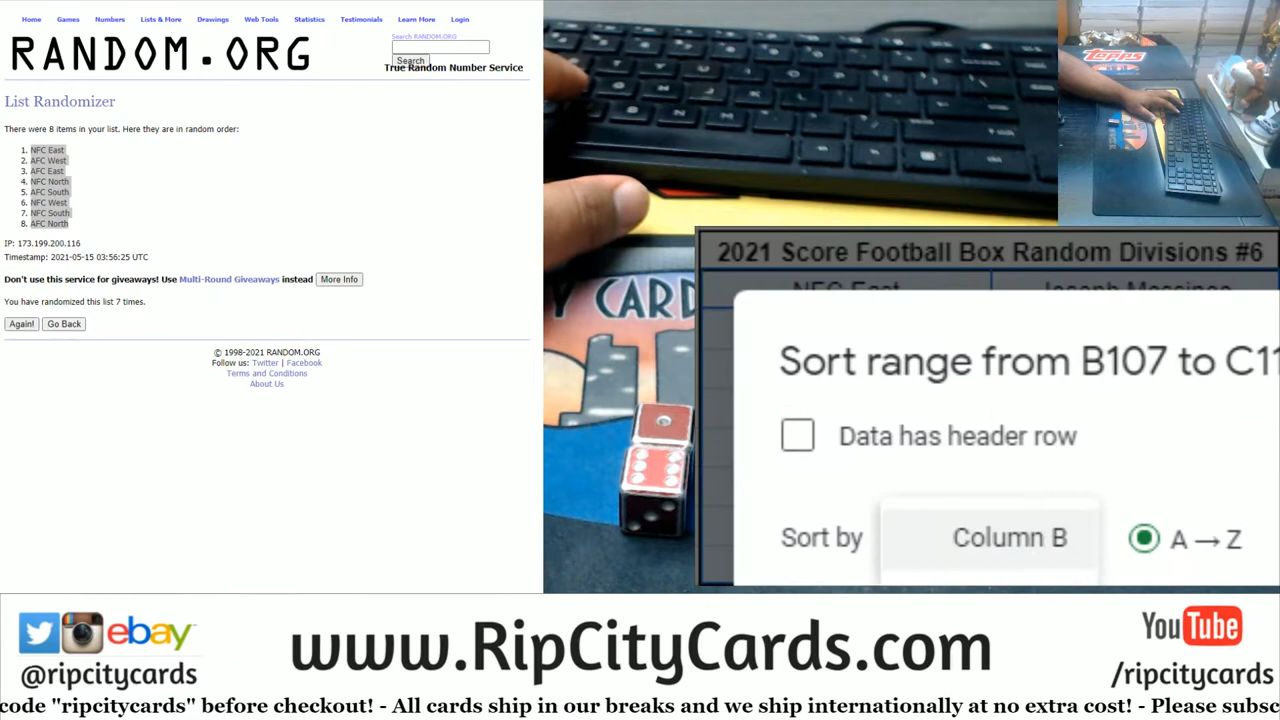 Home Games Numbers Lists & More Drawings Web Tools Statistics Testimonials Learn More Login
RANDOM.ORG
Search RANDOM.ORG
Search
True Random Number Service
List Randomizer
There were 8 items in your list. Here they are in random order:
1. NFC East
2. AFC West
3. AFC East
4. NFC North
5. AFC South
6. NFC West
7. NFC South
8. AFC North
IP: 173.199.200.116
Timestamp: 2021-05-15 03:56:25 UTC
Don't use this service for giveaways! Use Multi-Round Giveaways instead More Info
You have randomized this list 7 times.
Again! Go Back
© 1998-2021 RANDOM.ORG
Follow us: Twitter | Facebook
Terms and Conditions
About Us
Topps
Y CARD
2021 Score Football Box Random Divisions #6
NFC East Joseph Messineo
Sort range from B107 to C11
Data has header row
Sort by Column B A → Z
ebay
@ripcitycards
www.RipCityCards.com
YouTube
/ripcitycards
code "ripcitycards" before checkout! - All cards ship in our breaks and we ship internationally at no extra cost! - Please subsc